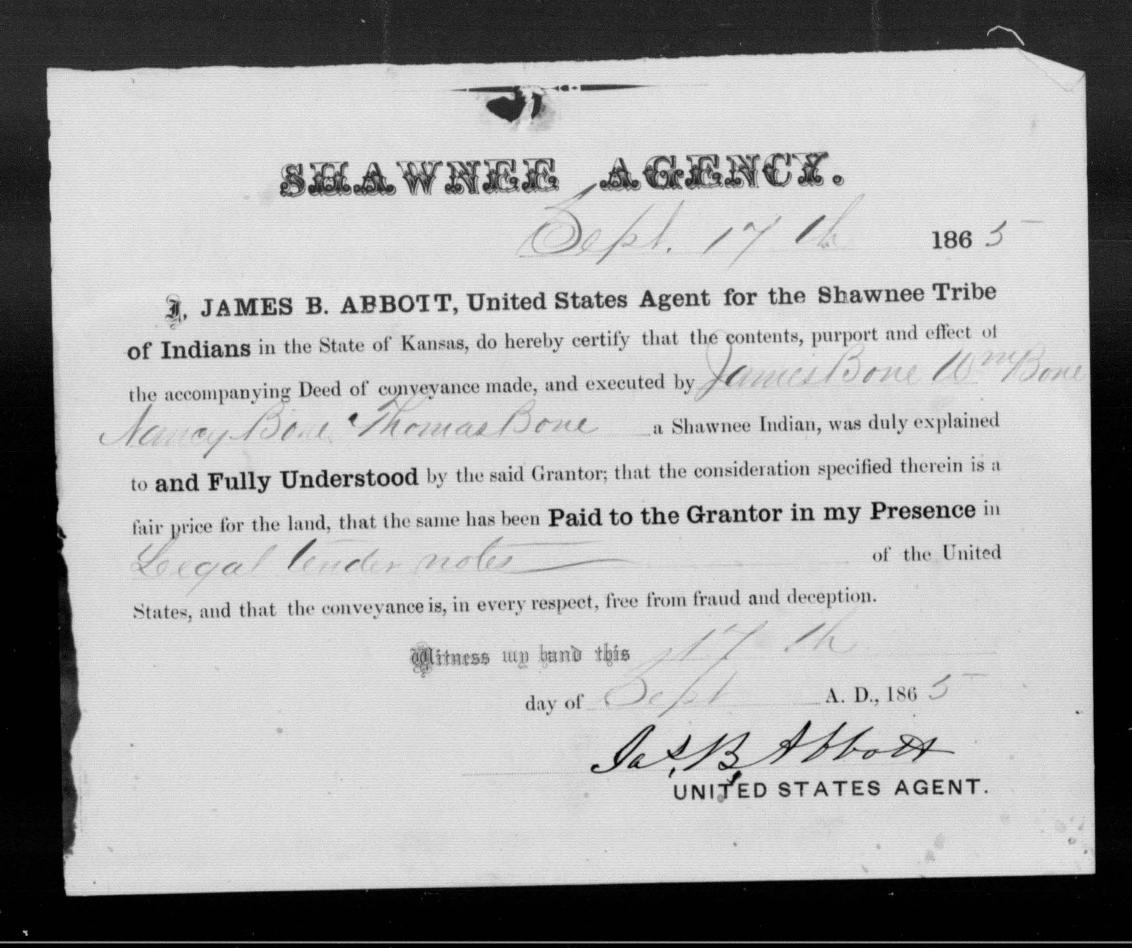 SHAWNEE AGENCY.
Sept. 17th 1865
I, JAMES B. ABBOTT, United States Agent for the Shawnee Tribe
of Indians in the State of Kansas, do hereby certify that the contents, purport and effect of
the accompanying Deed of conveyance made, and executed by James Bone Wm Bone
Nancy Bone Thomas Bone a Shawnee Indian, was duly explained
to and Fully Understood by the said Grantor; that the consideration specified therein is a
fair price for the land, that the same has been Paid to the Grantor in my Presence in
Legal tender notes of the United
States, and that the conveyance is, in every respect, free from fraud and deception.
Witness my hand this 17th
day of Sept A. D., 1865
Jas. B. Abbott
UNITED STATES AGENT.